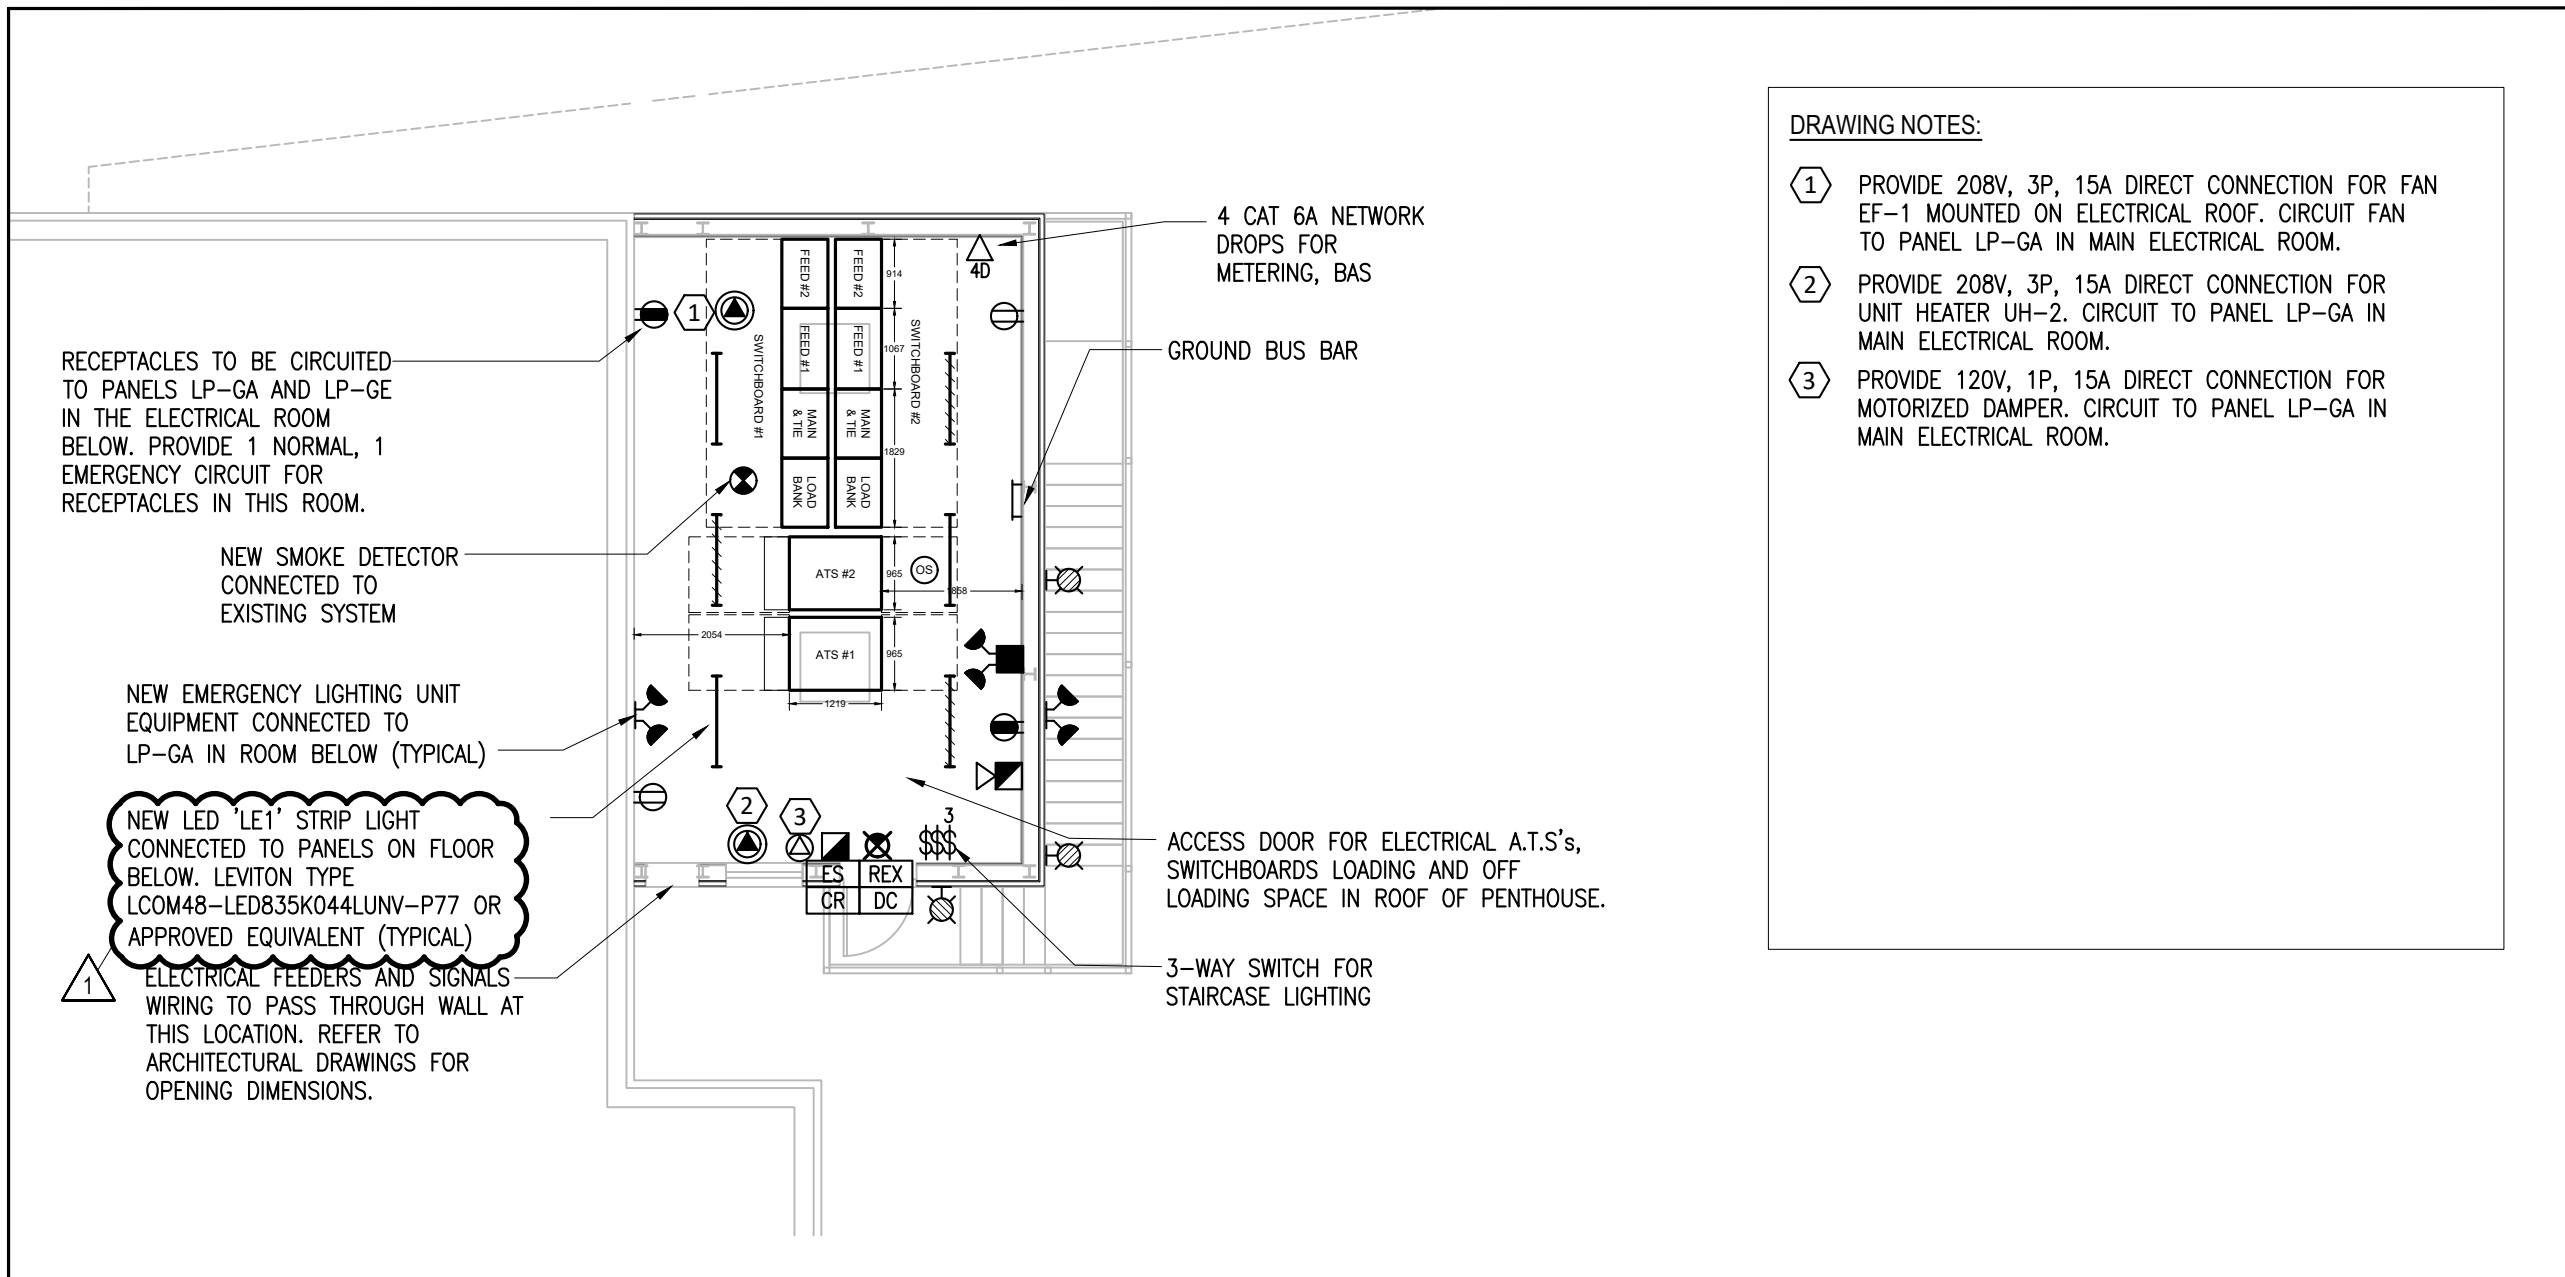 RECEPTACLES TO BE CIRCUITED
TO PANELS LP-GA AND LP-GE
IN THE ELECTRICAL ROOM
BELOW. PROVIDE 1 NORMAL, 1
EMERGENCY CIRCUIT FOR
RECEPTACLES IN THIS ROOM.
NEW SMOKE DETECTOR
CONNECTED TO
EXISTING SYSTEM
NEW EMERGENCY LIGHTING UNIT
EQUIPMENT CONNECTED TO
LP-GA IN ROOM BELOW (TYPICAL)
NEW LED 'LE1' STRIP LIGHT
CONNECTED TO PANELS ON FLOOR
BELOW. LEVITON TYPE
LCOM48-LED835K044LUNV-P77 OR
APPROVED EQUIVALENT (TYPICAL)
1
ELECTRICAL FEEDERS AND SIGNALS
WIRING TO PASS THROUGH WALL AT
THIS LOCATION. REFER TO
ARCHITECTURAL DRAWINGS FOR
OPENING DIMENSIONS.
1
SWITCHBOARD #1
FEED #2
FEED #2
FEED #1
FEED #1
MAIN
& TIE
MAIN
& TIE
LOAD
BANK
LOAD
BANK
SWITCHBOARD #2
914
1067
1829
4D
ATS #2
965
OS
1858
2054
ATS #1
965
1219
2
3
3
$$$
ES
REX
CR
DC
4 CAT 6A NETWORK
DROPS FOR
METERING, BAS
GROUND BUS BAR
ACCESS DOOR FOR ELECTRICAL A.T.S's,
SWITCHBOARDS LOADING AND OFF
LOADING SPACE IN ROOF OF PENTHOUSE.
3-WAY SWITCH FOR
STAIRCASE LIGHTING
DRAWING NOTES:
1 PROVIDE 208V, 3P, 15A DIRECT CONNECTION FOR FAN
EF-1 MOUNTED ON ELECTRICAL ROOF. CIRCUIT FAN
TO PANEL LP-GA IN MAIN ELECTRICAL ROOM.
2 PROVIDE 208V, 3P, 15A DIRECT CONNECTION FOR
UNIT HEATER UH-2. CIRCUIT TO PANEL LP-GA IN
MAIN ELECTRICAL ROOM.
3 PROVIDE 120V, 1P, 15A DIRECT CONNECTION FOR
MOTORIZED DAMPER. CIRCUIT TO PANEL LP-GA IN
MAIN ELECTRICAL ROOM.